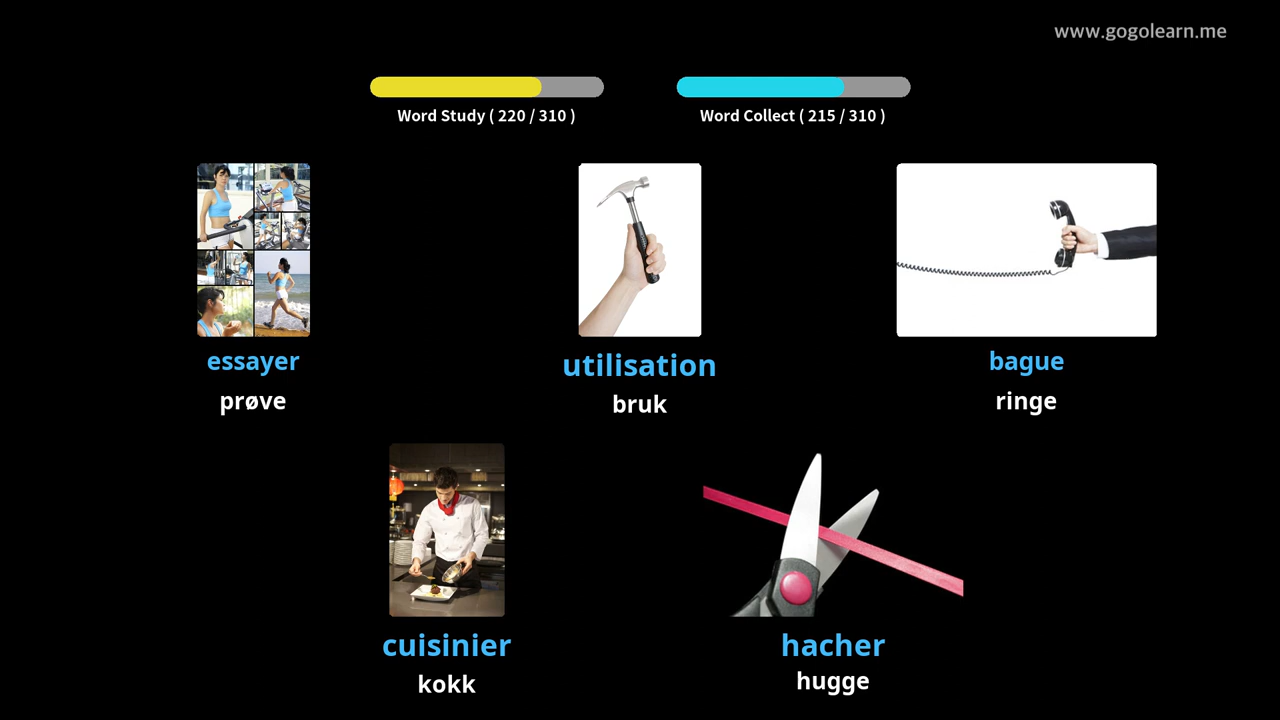 www.gogolearn.me
Word Study ( 220 / 310 )
Word Collect ( 215 / 310 )
essayer
prøve
utilisation
bruk
bague
ringe
cuisinier
kokk
hacher
hugge